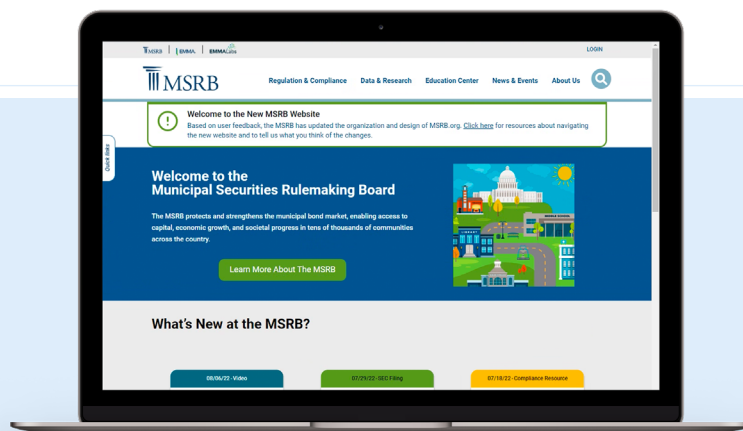 MSRB EMMA EMMALabs LOGIN
MSRB Regulation & Compliance Data & Research Education Center News & Events About Us
Welcome to the New MSRB Website
Based on user feedback, the MSRB has updated the organization and design of MSRB.org. Click here for resources about navigating
the new website and to tell us what you think of the changes.
Quick links
Welcome to the
Municipal Securities Rulemaking Board
The MSRB protects and strengthens the municipal bond market, enabling access to
capital, economic growth, and societal progress in tens of thousands of communities
across the country.
Learn More About The MSRB
MIDDLE SCHOOL
LIBRARY
What's New at the MSRB?
08/06/22 - Video 07/29/22 - SEC Filing 07/18/22 - Compliance Resource